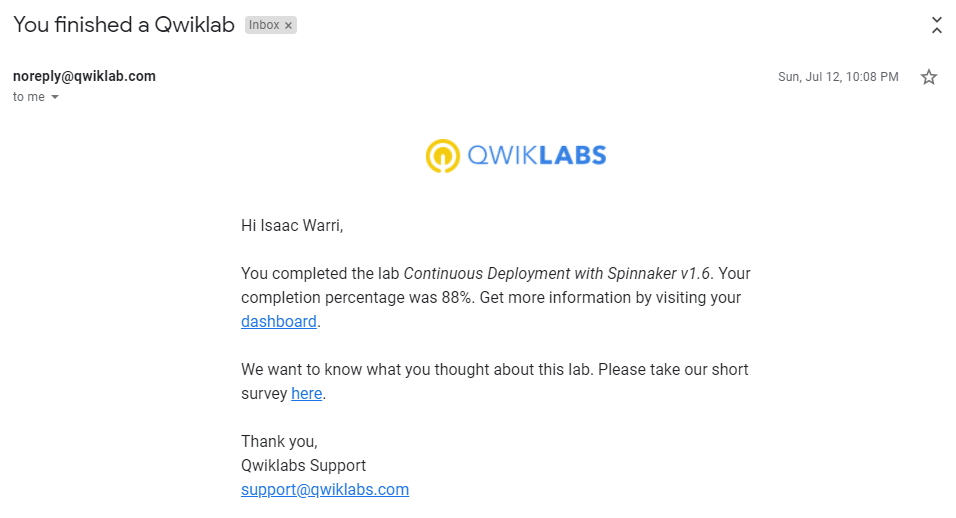 You finished a Qwiklab Inbox ×
noreply@qwiklab.com Sun, Jul 12, 10:08 PM
to me
QWIKLABS
Hi Isaac Warri,
You completed the lab Continuous Deployment with Spinnaker v1.6. Your
completion percentage was 88%. Get more information by visiting your
dashboard.
We want to know what you thought about this lab. Please take our short
survey here.
Thank you,
Qwiklabs Support
support@qwiklabs.com